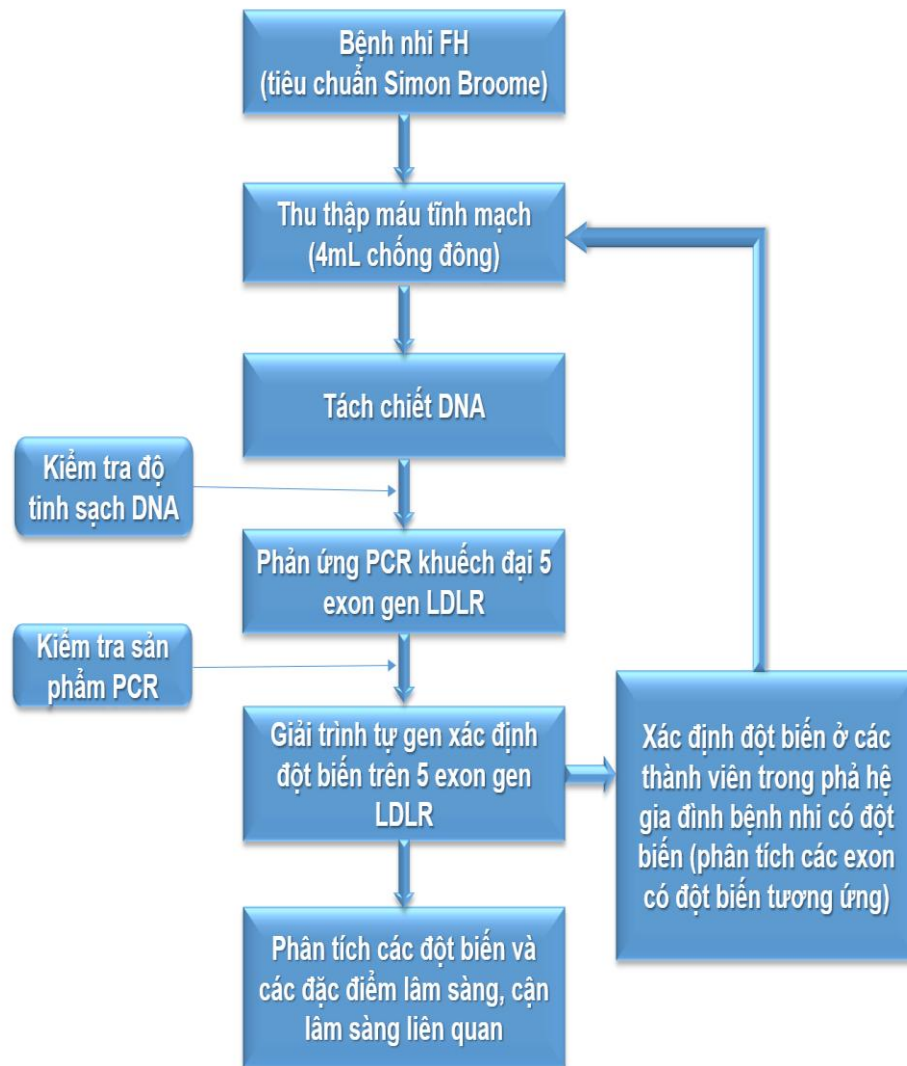 Bệnh nhi FH
(tiêu chuẩn Simon Broome)
Thu thập máu tĩnh mạch
(4mL chống đông)
Tách chiết DNA
Kiểm tra độ
tinh sạch DNA
Phản ứng PCR khuếch đại 5
exon gen LDLR
Kiểm tra sản
phẩm PCR
Giải trình tự gen xác định
đột biến trên 5 exon gen
LDLR
Xác định đột biến ở các
thành viên trong phả hệ
gia đình bệnh nhi có đột
biến (phân tích các exon
có đột biến tương ứng)
Phân tích các đột biến và
các đặc điểm lâm sàng, cận
lâm sàng liên quan